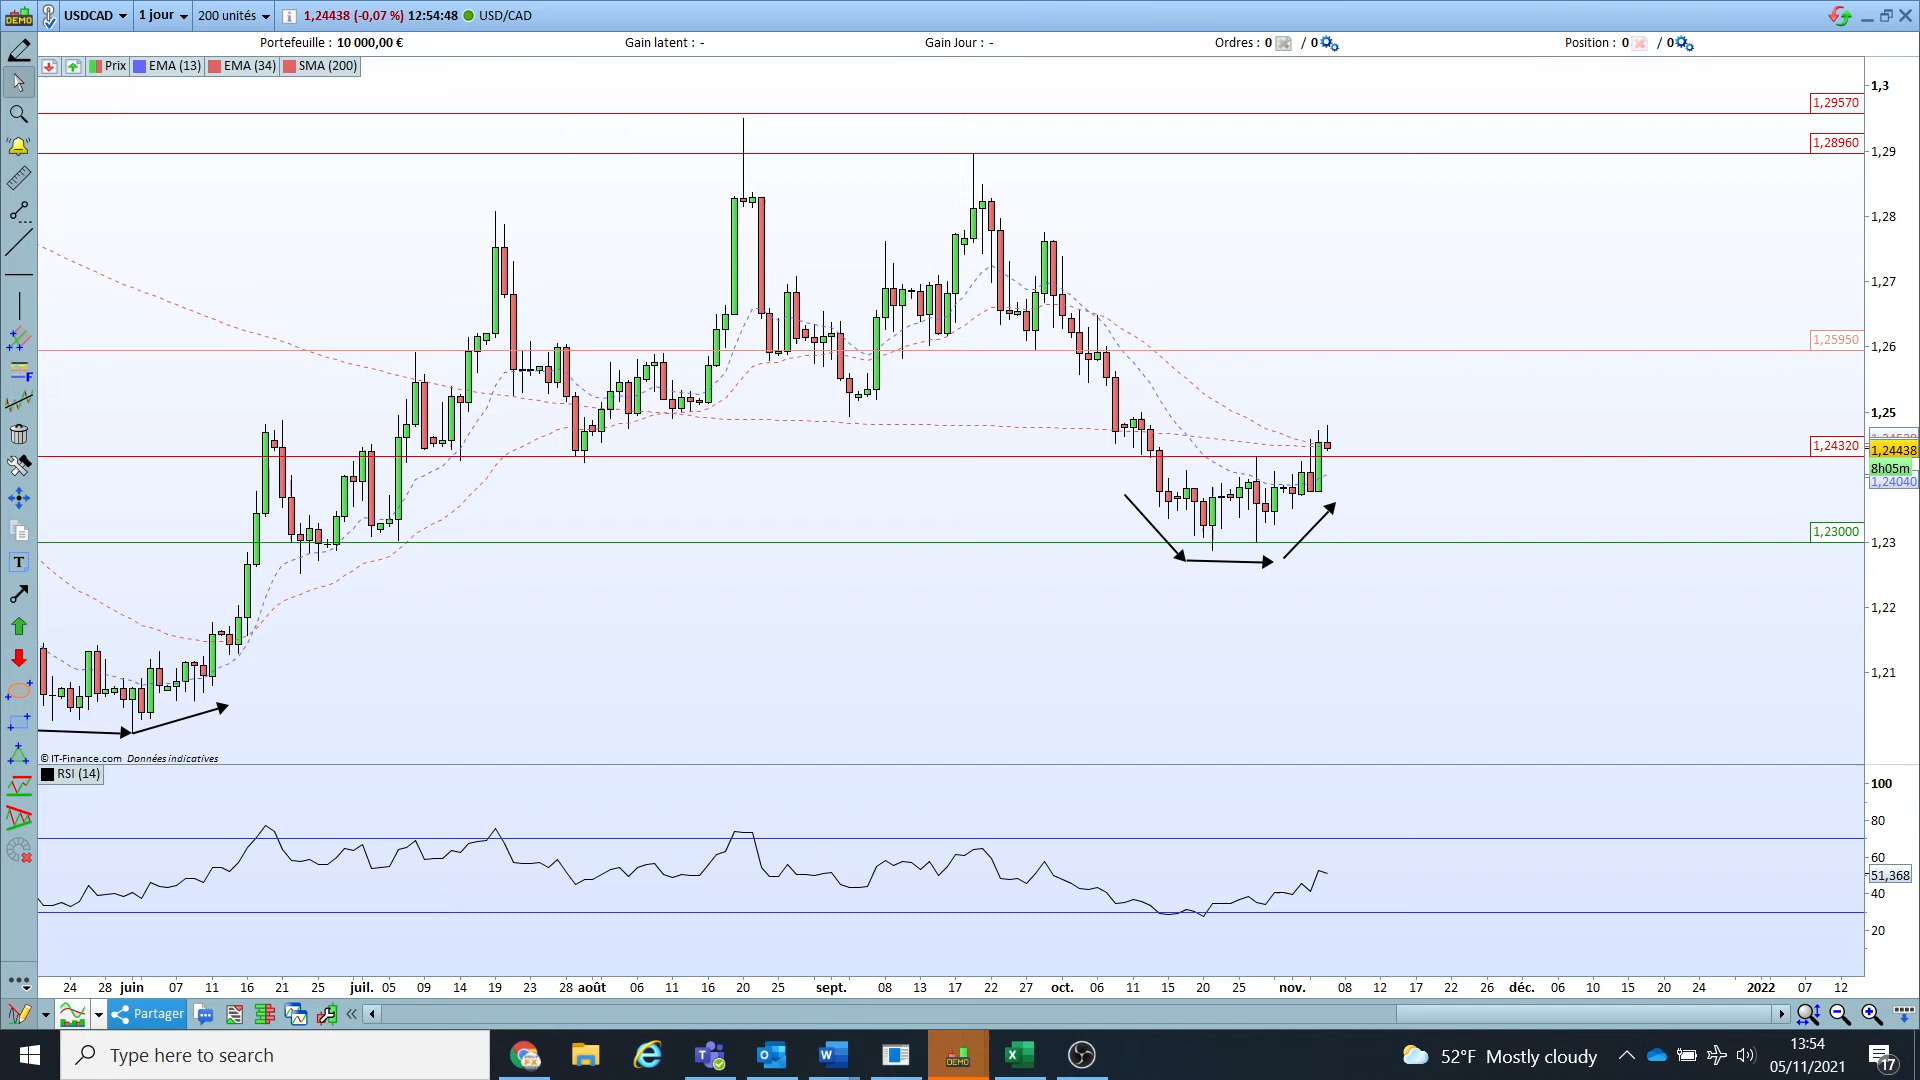 DEMO USDCAD 1 jour 200 unités 1,24438 (-0,07 %) 12:54:48 USD/CAD
Portefeuille : 10 000,00 € Gain latent : - Gain Jour : - Ordres : 0 / 0 Position : 0 / 0
Prix EMA (13) EMA (34) SMA (200)
1,3
1,29570
1,28960
1,29
1,28
1,27
1,25950
1,26
1,25
1,24320
1,24438
8h05m
1,24040
1,23000
1,23
1,22
1,21
© IT-Finance.com Données indicatives
RSI (14)
100
80
60
51,368
40
20
24 28 juin 07 11 16 21 25 juil. 05 09 14 19 23 28 août 06 11 16 20 25 sept. 08 13 17 22 27 oct. 06 11 15 20 25 nov. 08 12 17 22 26 déc. 06 10 15 20 24 2022 07 12
Partager
Type here to search
DEMO
52°F Mostly cloudy
13:54
05/11/2021
17